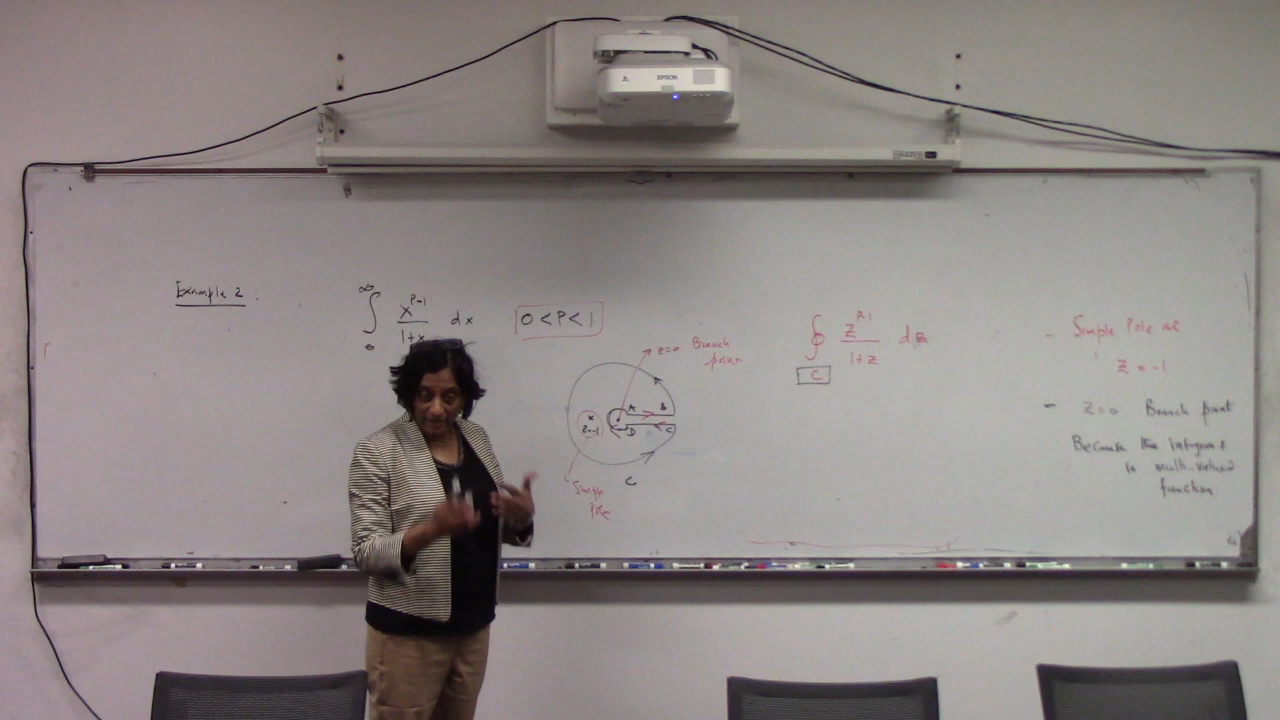 Example 2 :
∞
∫
0
x^{p-1}
1+x
dx
0 < P < 1
z=0 Branch
point
A B
D C
x
z=-1
C
Simple
Pole
∮
C
z^{p-1}
1+z
dz
- Simple Pole at
z = -1
- z=0 Branch point
Because the
is multi-valued
function
EPSON